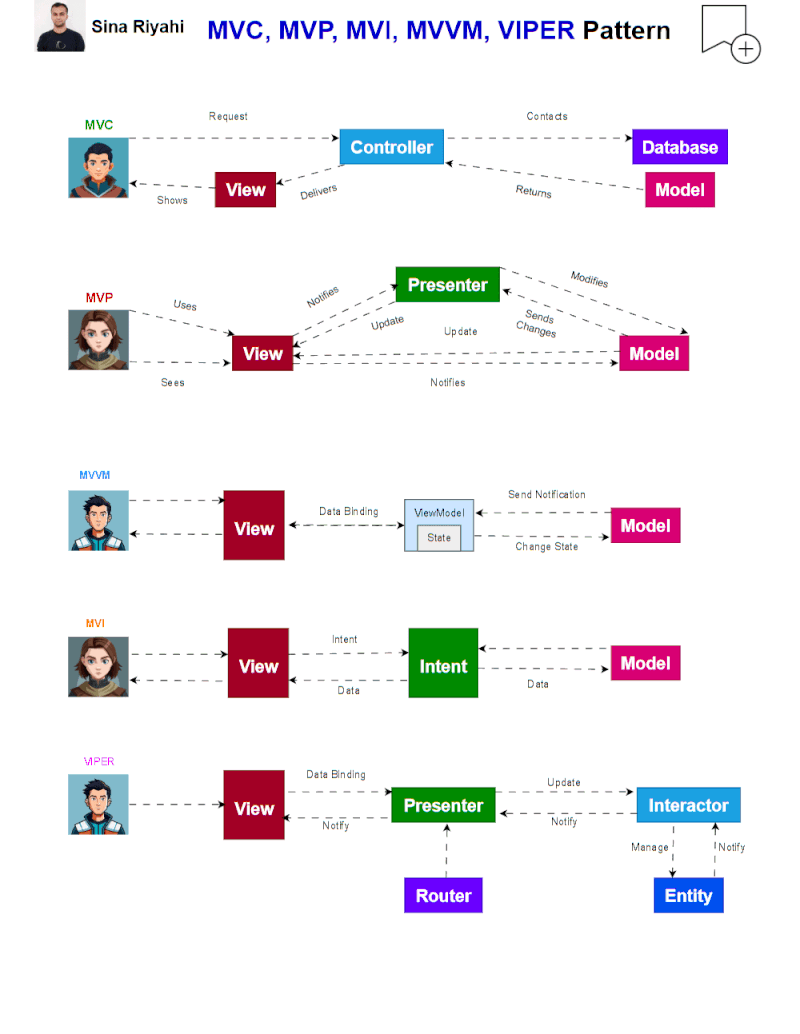 Sina Riyahi
MVC, MVP, MVI, MVVM, VIPER Pattern
MVC
Request
Contacts
Controller
Database
View
Model
Shows
Delivers
Returns
MVP
Presenter
Modifies
Uses
Notifies
Update
Sends
Changes
Update
View
Model
Sees
Notifies
MVVM
Send Notification
Data Binding
ViewModel
View
State
Model
Change State
MVI
Intent
View
Intent
Model
Data
Data
VIPER
Data Binding
Update
View
Presenter
Interactor
Notify
Notify
Manage
Notify
Router
Entity